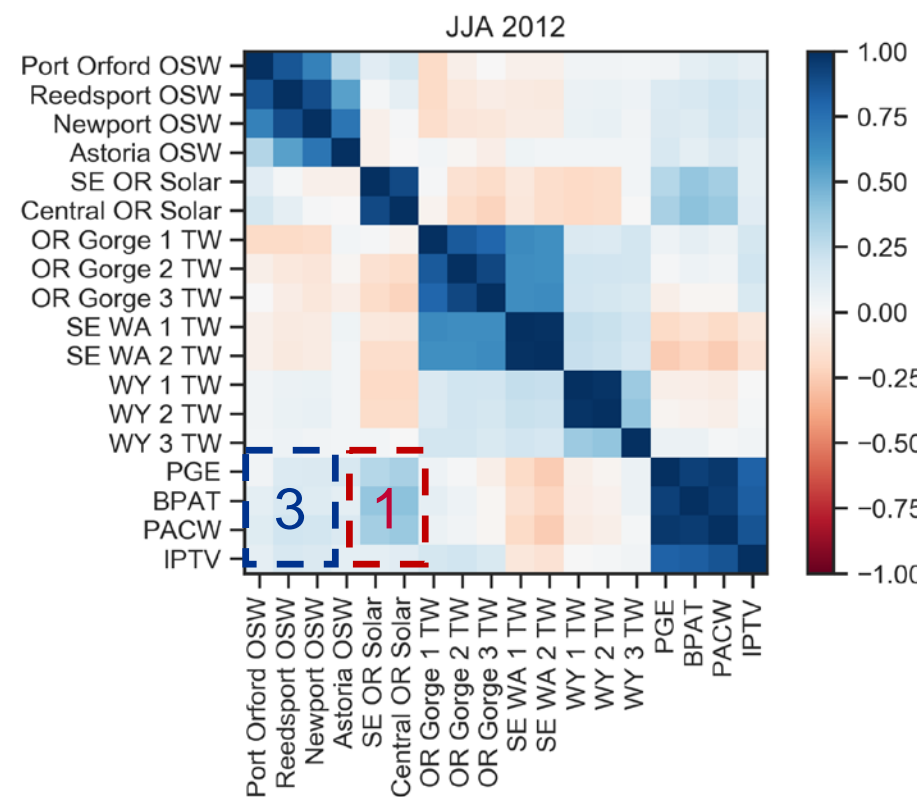 JJA 2012
Port Orford OSW
Reedsport OSW
Newport OSW
Astoria OSW
SE OR Solar
Central OR Solar
OR Gorge 1 TW
OR Gorge 2 TW
OR Gorge 3 TW
SE WA 1 TW
SE WA 2 TW
WY 1 TW
WY 2 TW
WY 3 TW
PGE
BPAT
PACW
IPTV
3
1
Port Orford OSW
Reedsport OSW
Newport OSW
Astoria OSW
SE OR Solar
Central OR Solar
OR Gorge 1 TW
OR Gorge 2 TW
OR Gorge 3 TW
SE WA 1 TW
SE WA 2 TW
WY 1 TW
WY 2 TW
WY 3 TW
PGE
BPAT
PACW
IPTV
1.00
0.75
0.50
0.25
0.00
−0.25
−0.50
−0.75
−1.00